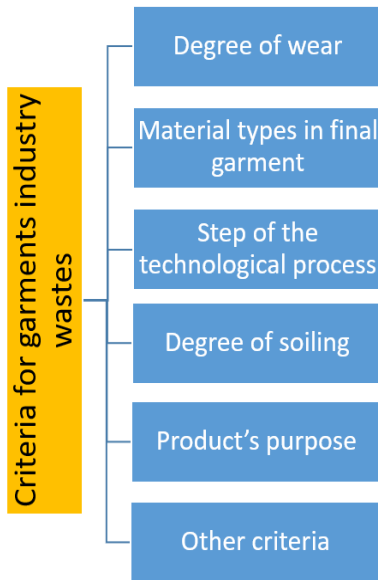 Criteria for garments industry
wastes
Degree of wear
Material types in final
garment
Step of the
technological process
Degree of soiling
Product's purpose
Other criteria